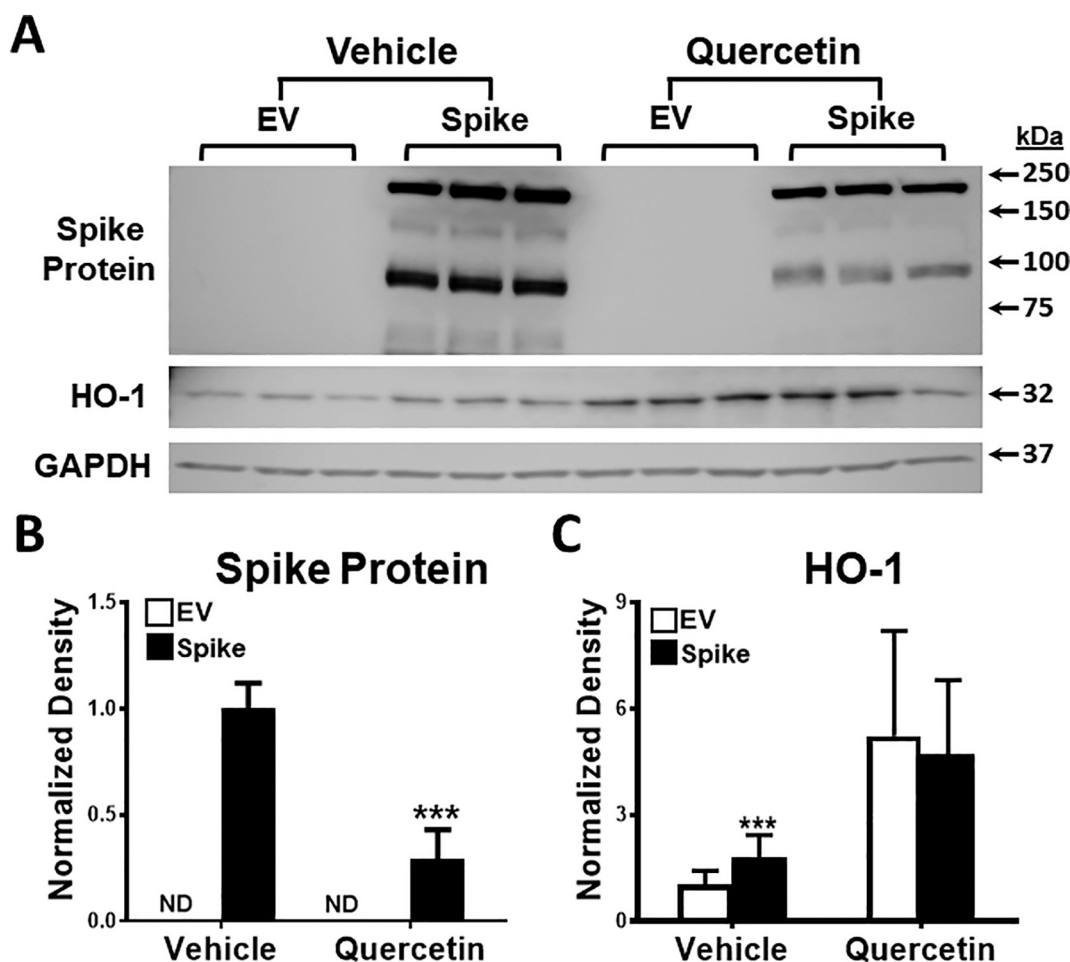 A
Vehicle Quercetin
EV Spike EV Spike
kDa
Spike Protein
250
150
100
75
HO-1
32
GAPDH
37
B
Spike Protein
Normalized Density
1.5
1.0
0.5
0.0
EV
Spike
ND
ND
***
Vehicle Quercetin
C
HO-1
Normalized Density
9
6
3
0
EV
Spike
***
Vehicle Quercetin